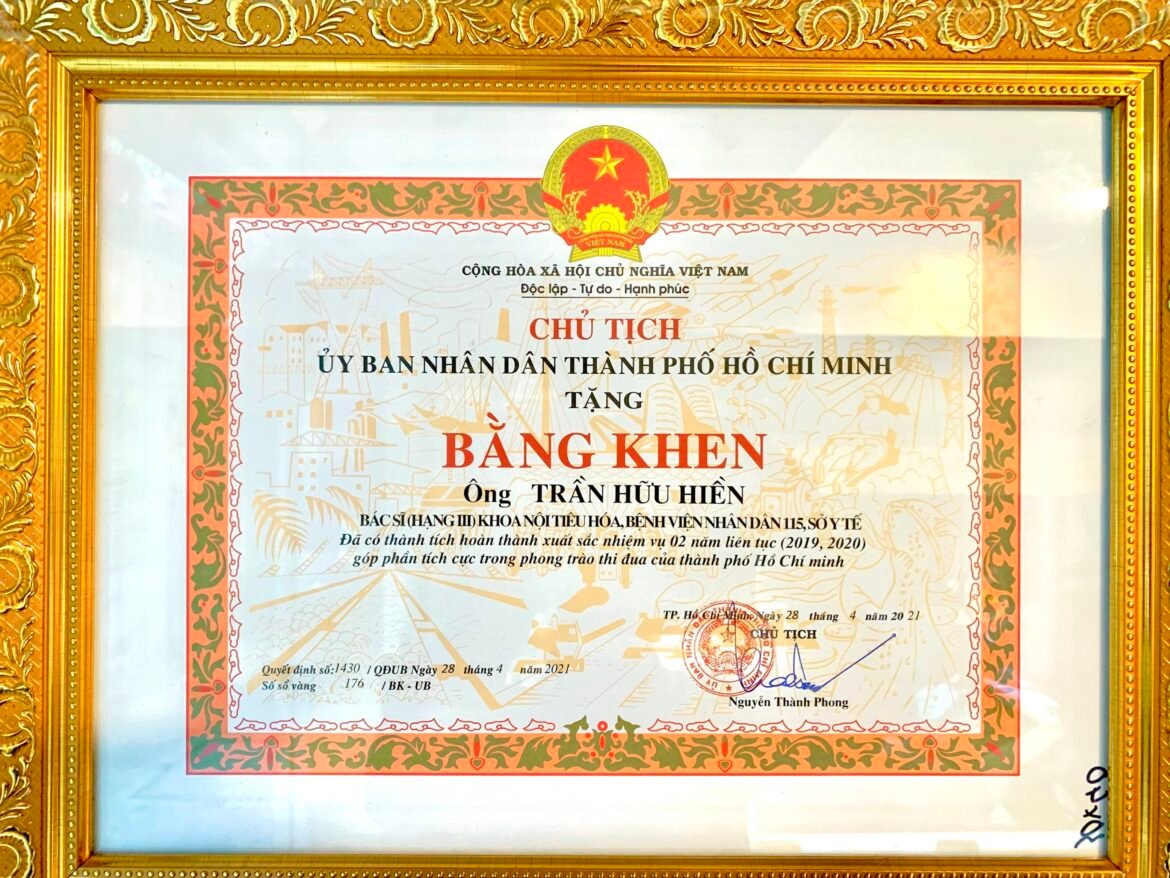 VIỆT NAM
CỘNG HÒA XÃ HỘI CHỦ NGHĨA VIỆT NAM
Độc lập - Tự do - Hạnh phúc
CHỦ TỊCH
ỦY BAN NHÂN DÂN THÀNH PHỐ HỒ CHÍ MINH
TẶNG
BẰNG KHEN
Ông TRẦN HỮU HIỀN
BÁC SĨ (HẠNG III) KHOA NỘI TIÊU HÓA, BỆNH VIỆN NHÂN DÂN 115, SỞ Y TẾ
Đã có thành tích hoàn thành xuất sắc nhiệm vụ 02 năm liên tục (2019, 2020)
góp phần tích cực trong phong trào thi đua của thành phố Hồ Chí minh
TP. Hồ Chí Minh, Ngày 28 tháng 4 năm 2021
CHỦ TỊCH
Quyết định số: 1430 / QĐUB Ngày 28 tháng 4 năm 2021
Số sổ vàng 176 / BK - UB
Nguyễn Thành Phong